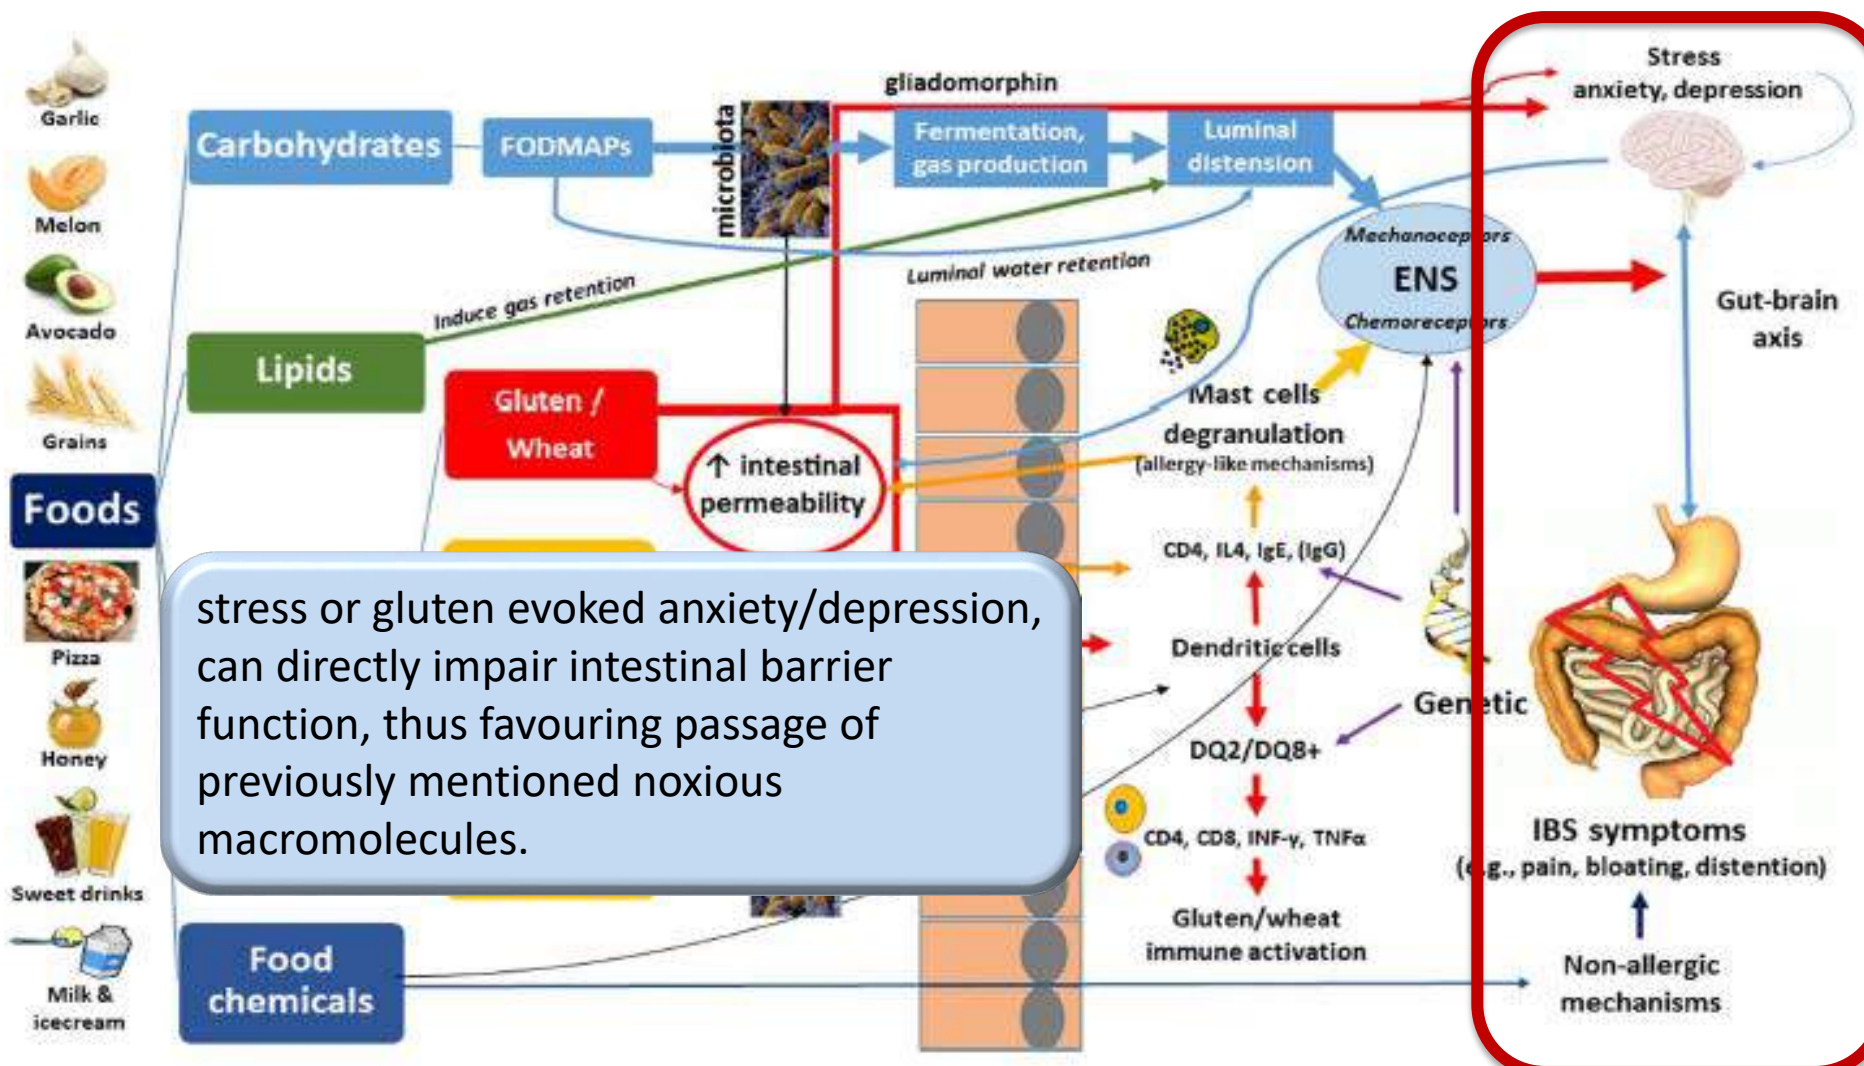 Garlic
Melon
Avocado
Grains
Foods
Pizza
Honey
Sweet drinks
Milk &
icecream
Carbohydrates
FODMAPs
microbiota
gliadomorphin
Fermentation,
gas production
Luminal
distension
Luminal water retention
Induce gas retention
Lipids
Gluten /
Wheat
↑ intestinal
permeability
stress or gluten evoked anxiety/depression,
can directly impair intestinal barrier
function, thus favouring passage of
previously mentioned noxious
macromolecules.
Food
chemicals
Mechanoceptors
ENS
Chemoreceptors
Mast cells
degranulation
(allergy-like mechanisms)
CD4, IL4, IgE, (IgG)
Dendritic cells
DQ2/DQ8+
CD4, CD8, INF-γ, TNFα
Gluten/wheat
immune activation
Genetic
Stress
anxiety, depression
Gut-brain
axis
IBS symptoms
(e.g., pain, bloating, distention)
Non-allergic
mechanisms